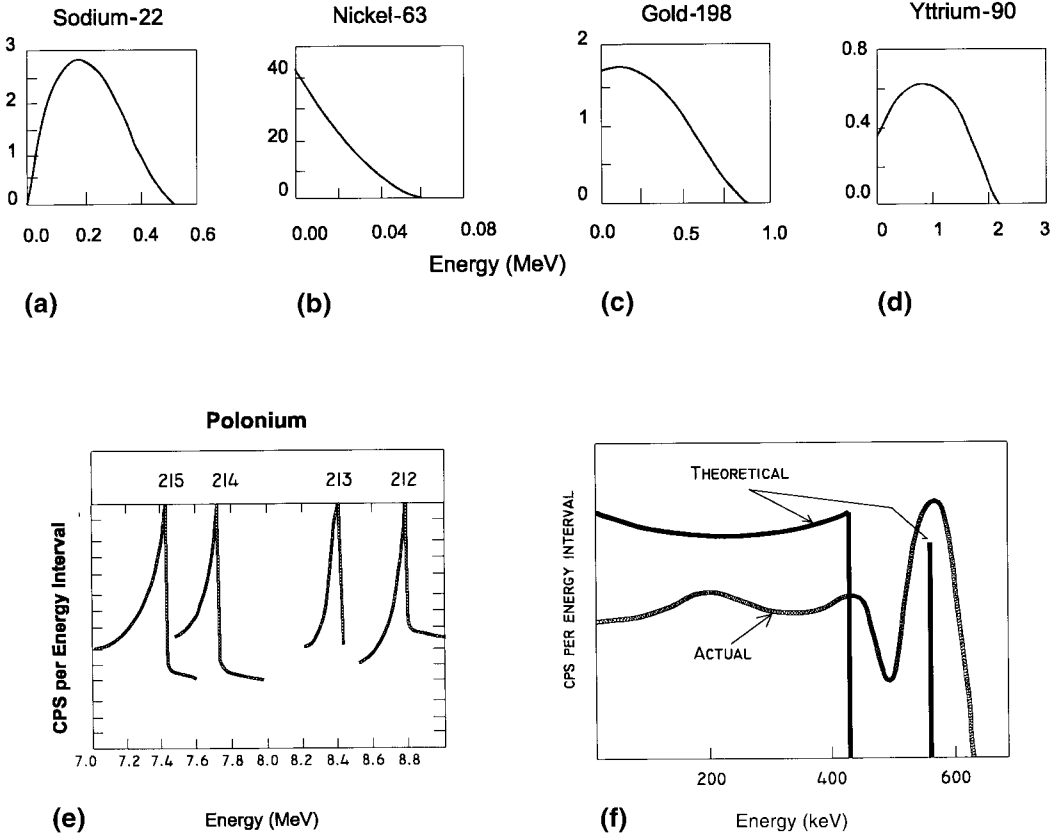 Sodium-22
Nickel-63
Gold-198
Yttrium-90
3
2
1
0
0.0 0.2 0.4 0.6
40
20
0
0.00 0.04 0.08
2
1
0
0.0 0.5 1.0
0.8
0.4
0.0
0 1 2 3
Energy (MeV)
(a)
(b)
(c)
(d)
Polonium
215 214 213 212
CPS per Energy Interval
7.0 7.2 7.4 7.6 7.8 8.0 8.2 8.4 8.6 8.8
(e)
Energy (MeV)
THEORETICAL
ACTUAL
CPS PER ENERGY INTERVAL
200 400 600
(f)
Energy (keV)